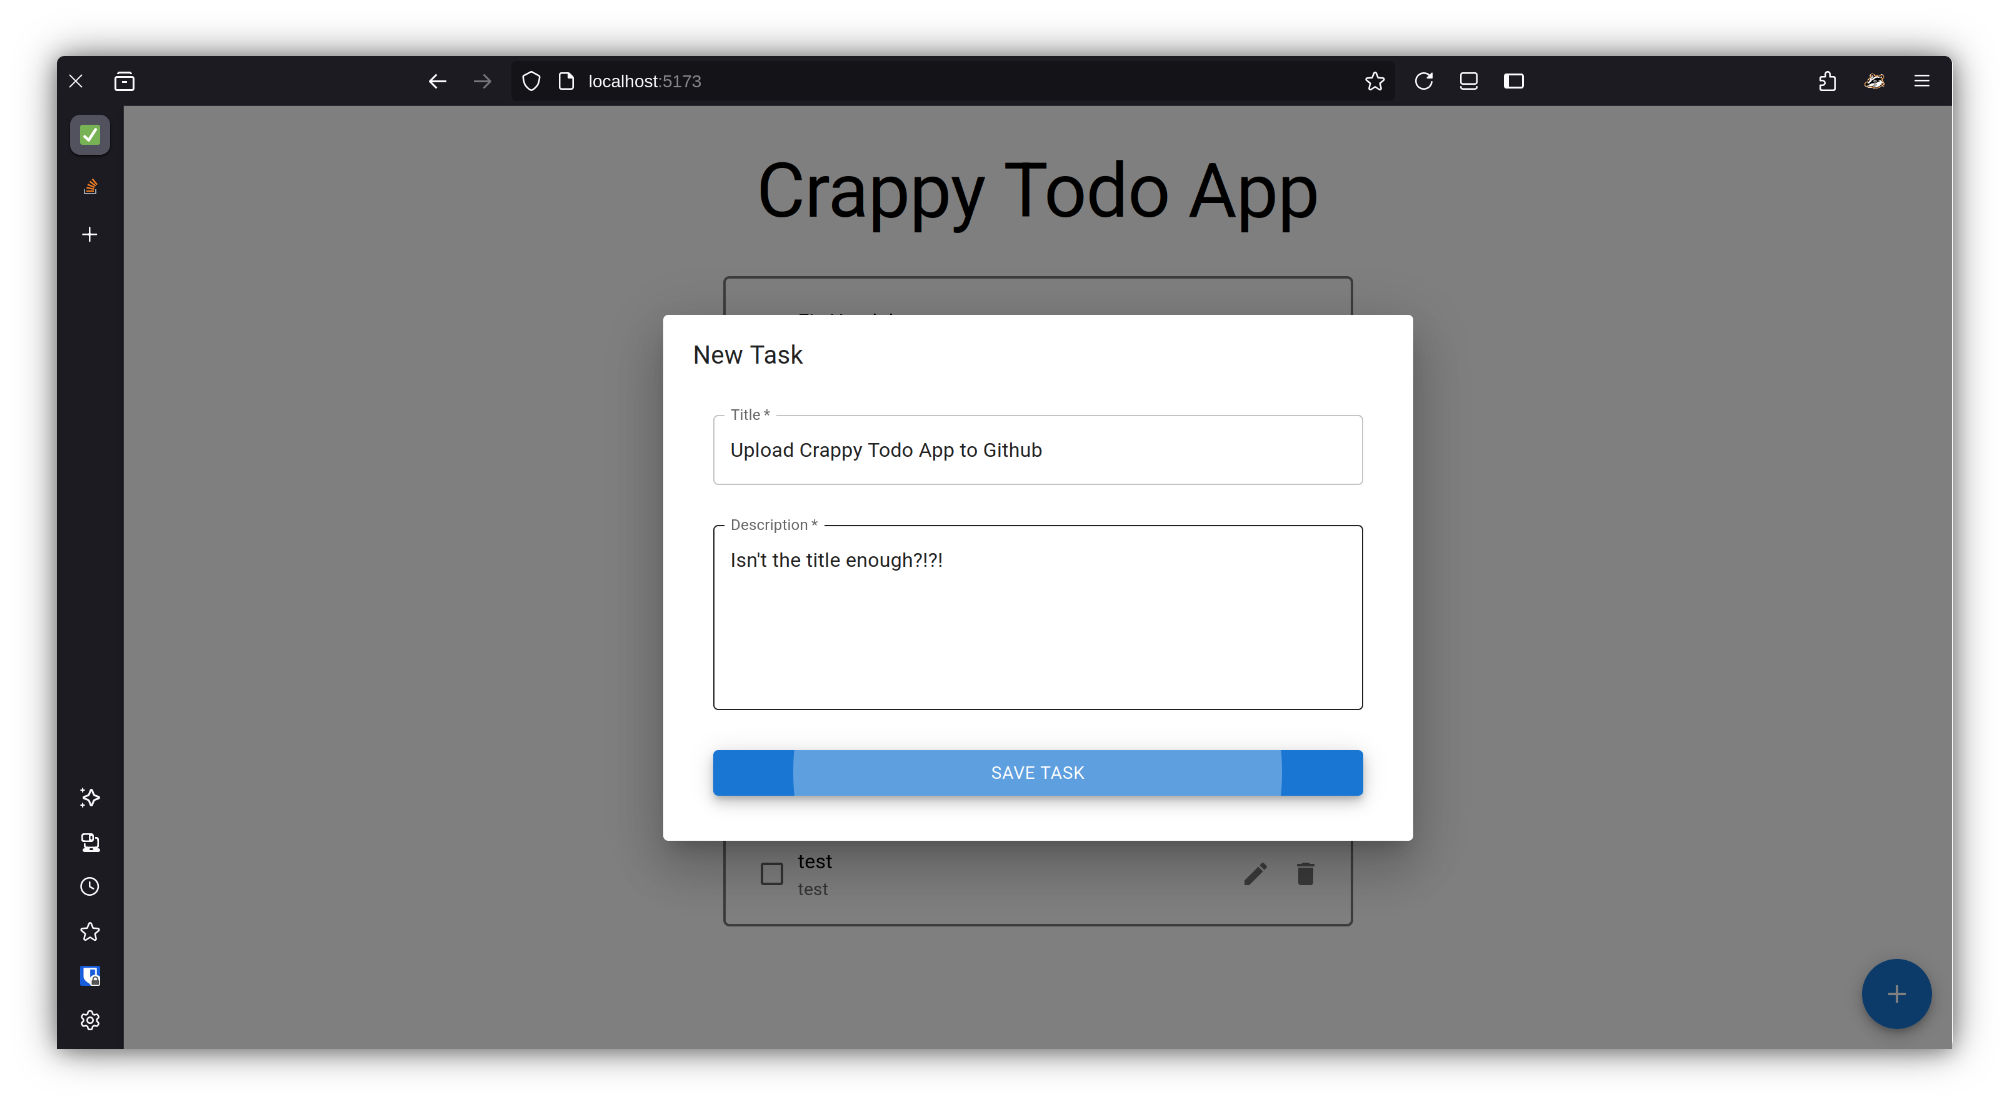 localhost:5173
Crappy Todo App
New Task
Title *
Upload Crappy Todo App to Github
Description *
Isn't the title enough?!?!
SAVE TASK
test
test